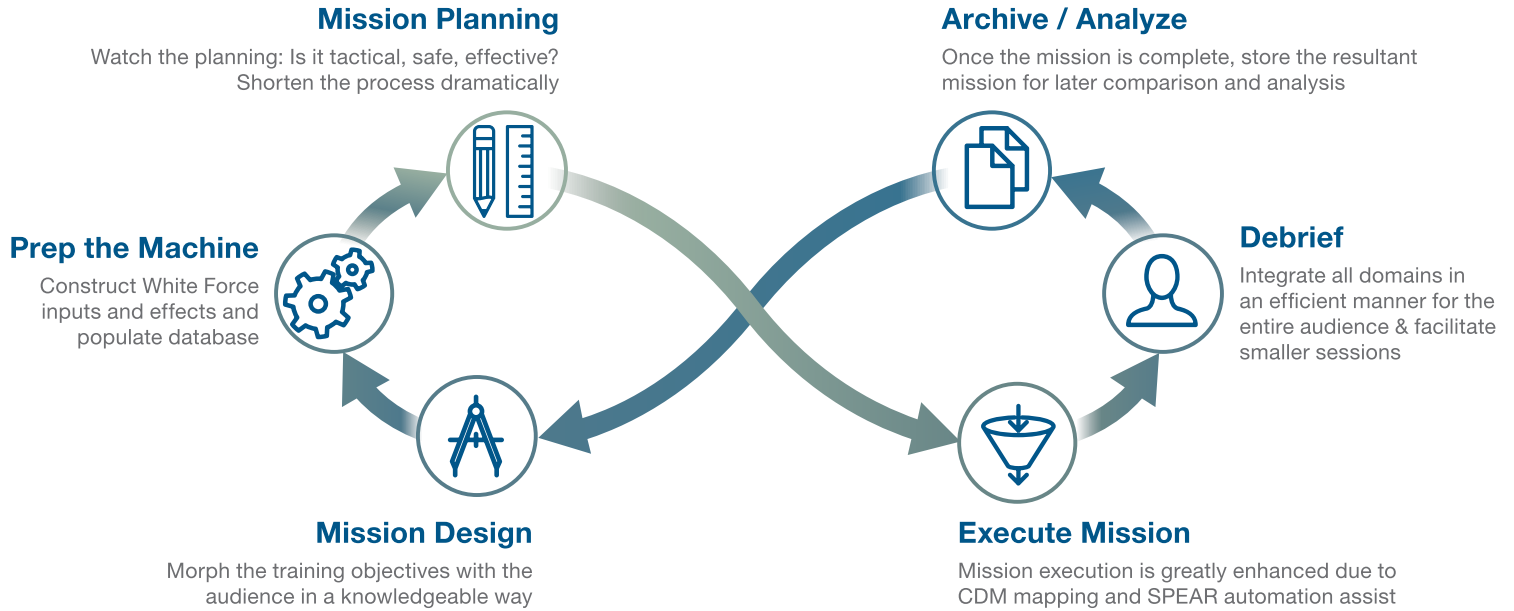 Mission Planning
Watch the planning: Is it tactical, safe, effective?
Shorten the process dramatically
Archive / Analyze
Once the mission is complete, store the resultant
mission for later comparison and analysis
Prep the Machine
Construct White Force
inputs and effects and
populate database
Debrief
Integrate all domains in
an efficient manner for the
entire audience & facilitate
smaller sessions
Mission Design
Morph the training objectives with the
audience in a knowledgeable way
Execute Mission
Mission execution is greatly enhanced due to
CDM mapping and SPEAR automation assist